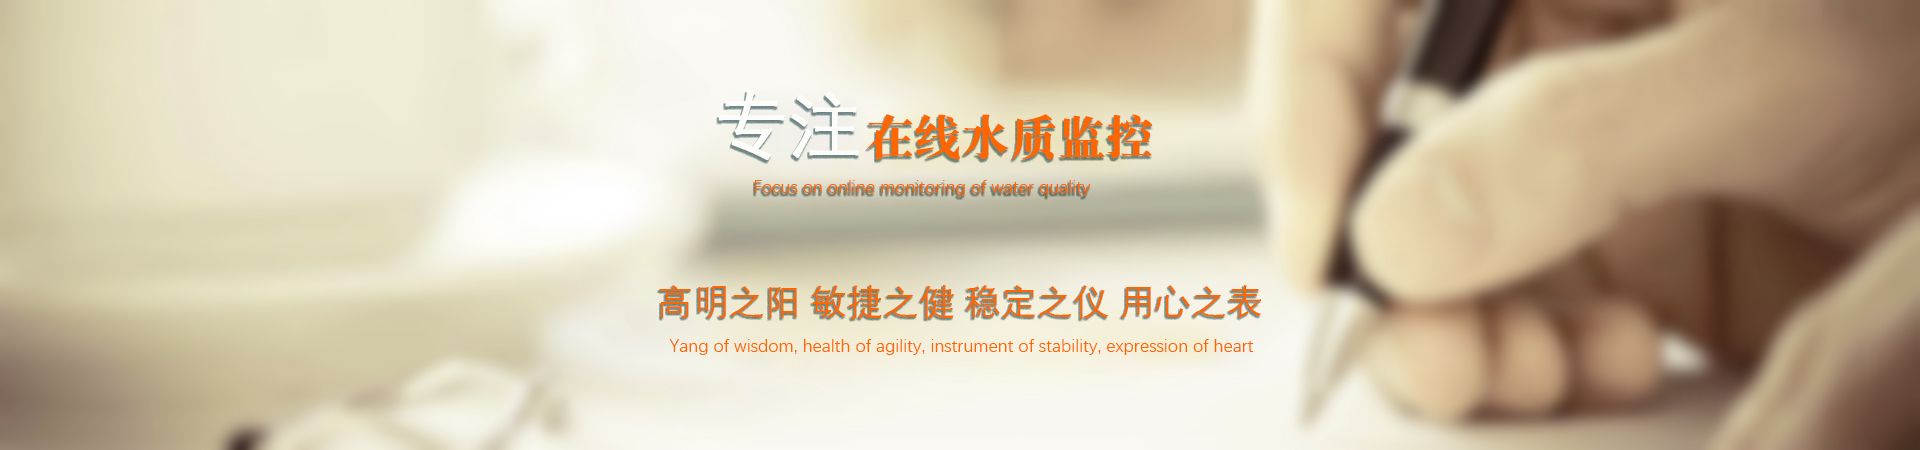 专注在线水质监控
Focus on online monitoring of water quality
高明之阳 敏捷之健 稳定之仪 用心之表
Yang of wisdom, health of agility, instrument of stability, expression of heart